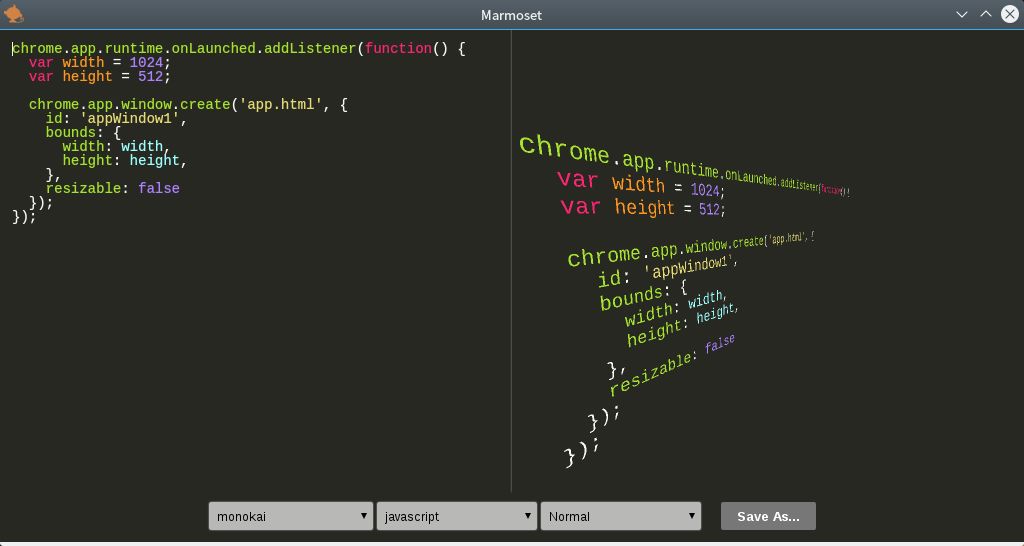 Marmoset
chrome.app.runtime.onLaunched.addListener(function() {
  var width = 1024;
  var height = 512;

  chrome.app.window.create('app.html', {
    id: 'appWindow1',
    bounds: {
      width: width,
      height: height,
    },
    resizable: false
  });
});
chrome.app.runtime.onLaunched.addListener(function() {
  var width = 1024;
  var height = 512;

  chrome.app.window.create('app.html', {
    id: 'appWindow1',
    bounds: {
      width: width,
      height: height,
    },
    resizable: false
  });
});
monokai
javascript
Normal
Save As...